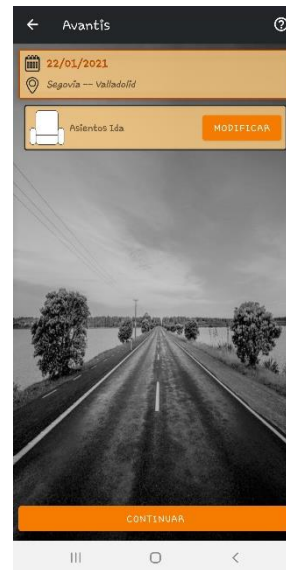 Avantis
22/01/2021
Segovia -- Valladolid
Asientos Ida
MODIFICAR
CONTINUAR